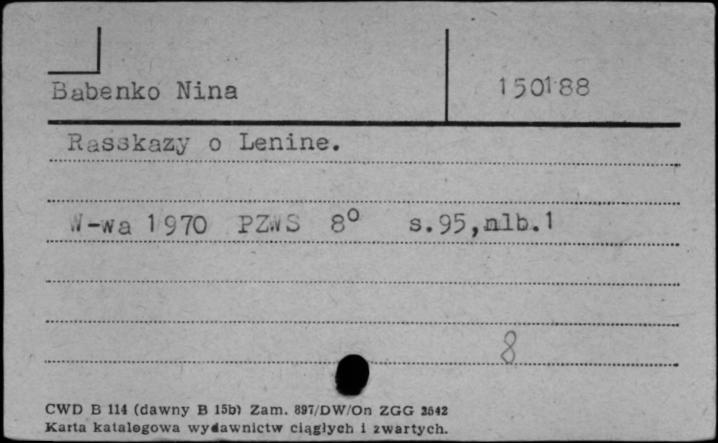 Babenko Nina 150188
Rasskazy o Lenine.
W-wa 1970 PZWS 8° s.95,nlb.1
8
CWD B 114 (dawny B 15b) Zam. 897/DW/On ZGG 2642
Karta katalogowa wydawnictw ciągłych i zwartych.